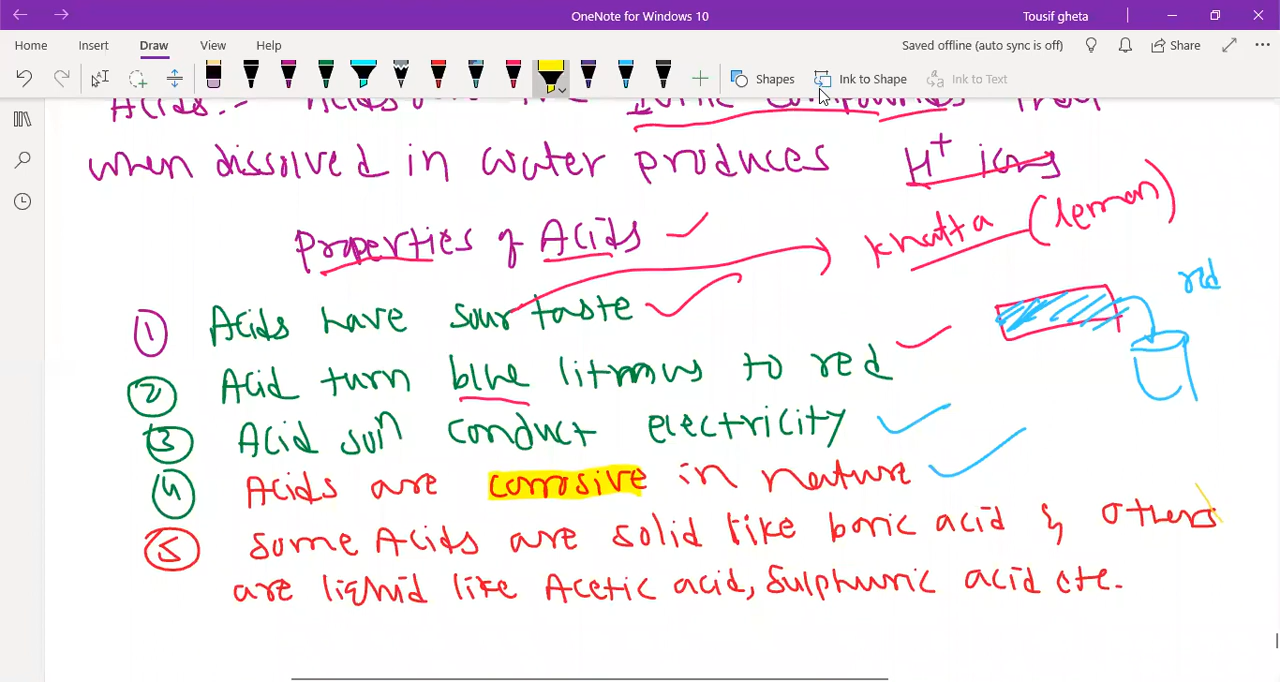 OneNote for Windows 10
Tousif gheta
Home Insert Draw View Help
Saved offline (auto sync is off) Share
Shapes Ink to Shape Ink to Text
Acids :-
when dissolved in water produces H+ ions
Properties of Acids khatta (lemon)
red
1 Acids have sour taste
2 Acid turn blue litmus to red
3 Acid soln conduct electricity
4 Acids are corrosive in nature
5 Some Acids are solid like boric acid & others
are liquid like Acetic acid, Sulphuric acid etc.